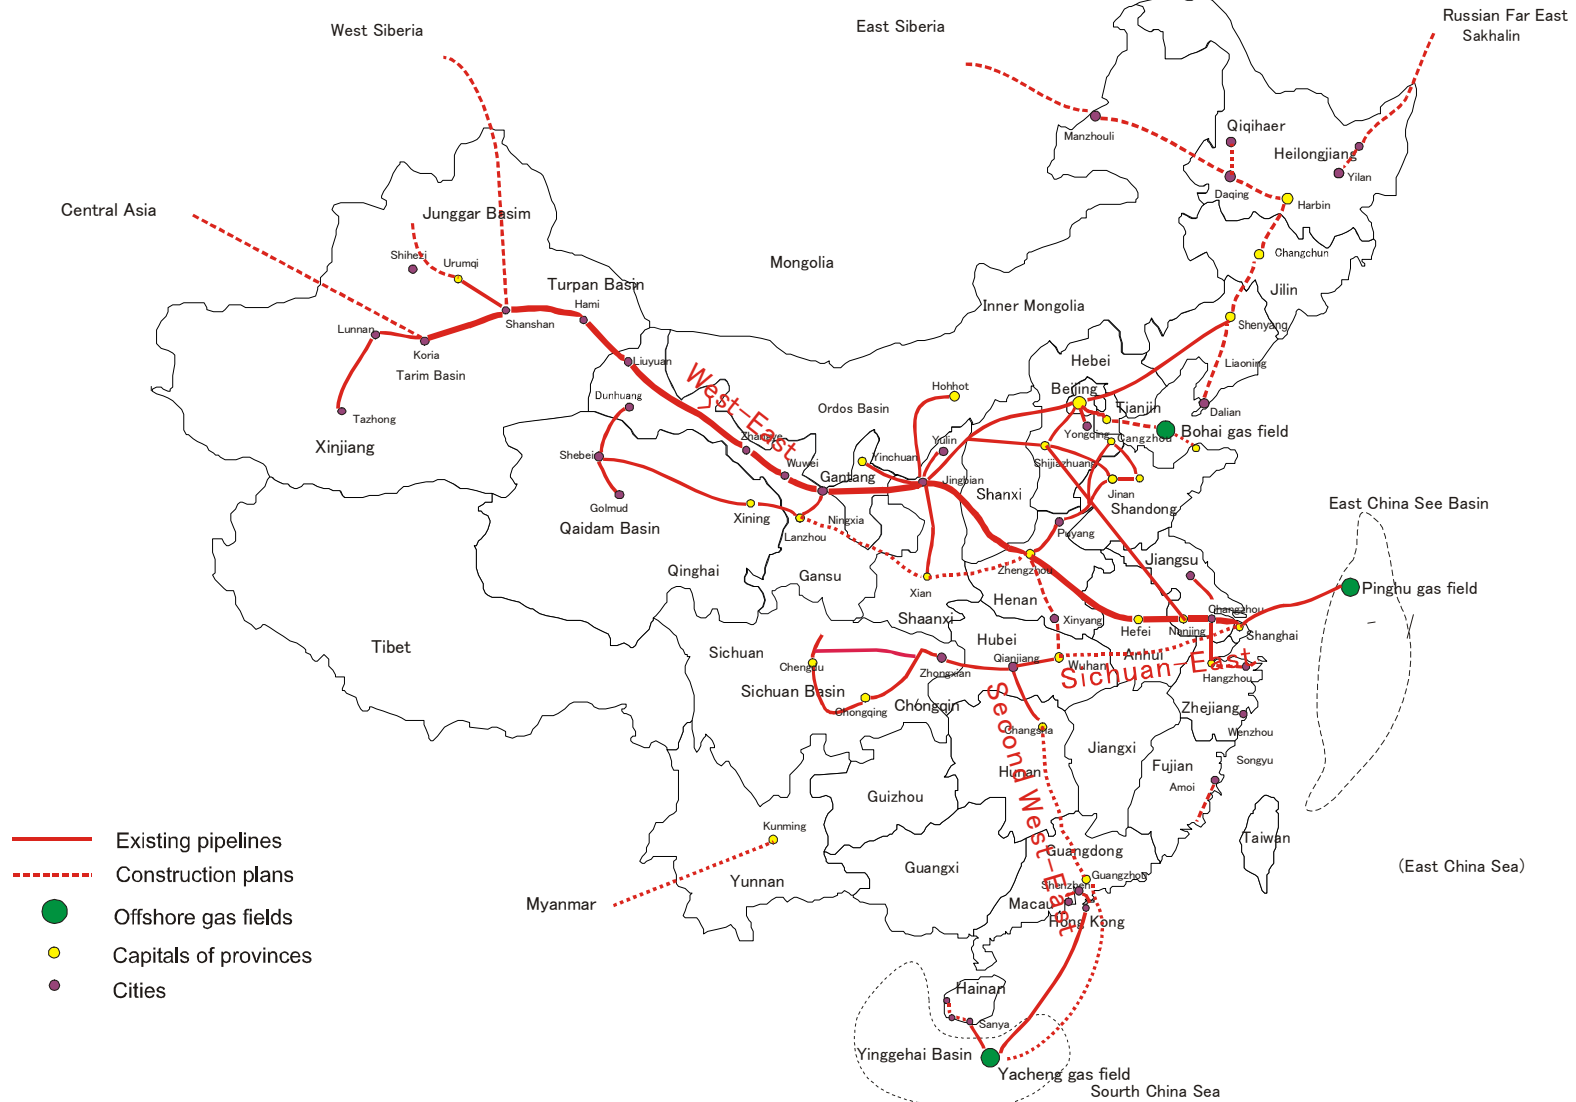 West Siberia
East Siberia
Russian Far East
Sakhalin
Manzhouli
Qiqihaer
Heilongjiang
Yilan
Daqing
Harbin
Central Asia
Junggar Basim
Shihezi
Urumqi
Changchun
Mongolia
Turpan Basin
Hami
Inner Mongolia
Jilin
Lunnan
Shanshan
Shenyang
Koria
Tarim Basin
Liuyuan
Hebei
Liaoning
Dunhuang
Hohhot
Beijing
Tianjin
Dalian
Ordos Basin
West-East
Tazhong
Xinjiang
Yongqing
Cangzhou
Bohai gas field
Zhangye
Yulin
Shebei
Wuwei
Yinchuan
Shijiazhuang
Gantang
Jingbian
Shanxi
Jinan
Shandong
Golmud
Qaidam Basin
Xining
Lanzhou
Ningxia
East China See Basin
Puyang
Jiangsu
Qinghai
Gansu
Zhengzhou
Xian
Henan
Pinghu gas field
Changzhou
Shaanxi
Xinyang
Hefei
Nanjing
Shanghai
Tibet
Sichuan
Hubei
Qianjiang
Wuhan
Anhui
Chengdu
Zhongxian
Sichuan-East
Hangzhou
Sichuan Basin
Chongqing
Chongqin
Second West-East
Zhejiang
Changsha
Wenzhou
Jiangxi
Songyu
Hunan
Fujian
Amoi
Guizhou
Kunming
Taiwan
Guangdong
Guangxi
Guangzhou
Yunnan
Shenzhen
Myanmar
Macau
Hong Kong
(East China Sea)
Existing pipelines
Construction plans
Offshore gas fields
Capitals of provinces
Cities
Hainan
Sanya
Yinggehai Basin
Yacheng gas field
Sourth China Sea